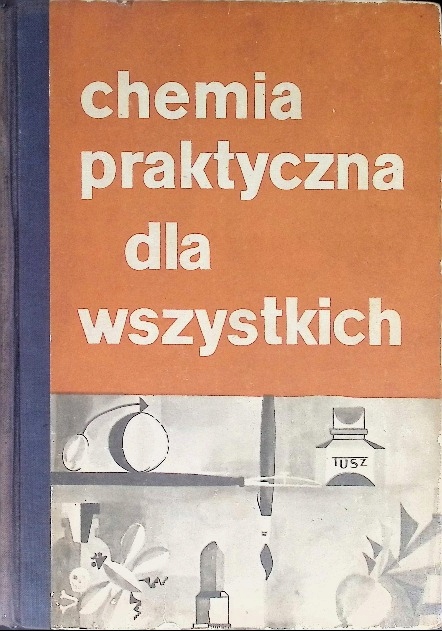 chemia
praktyczna
dla
wszystkich
TUSZ